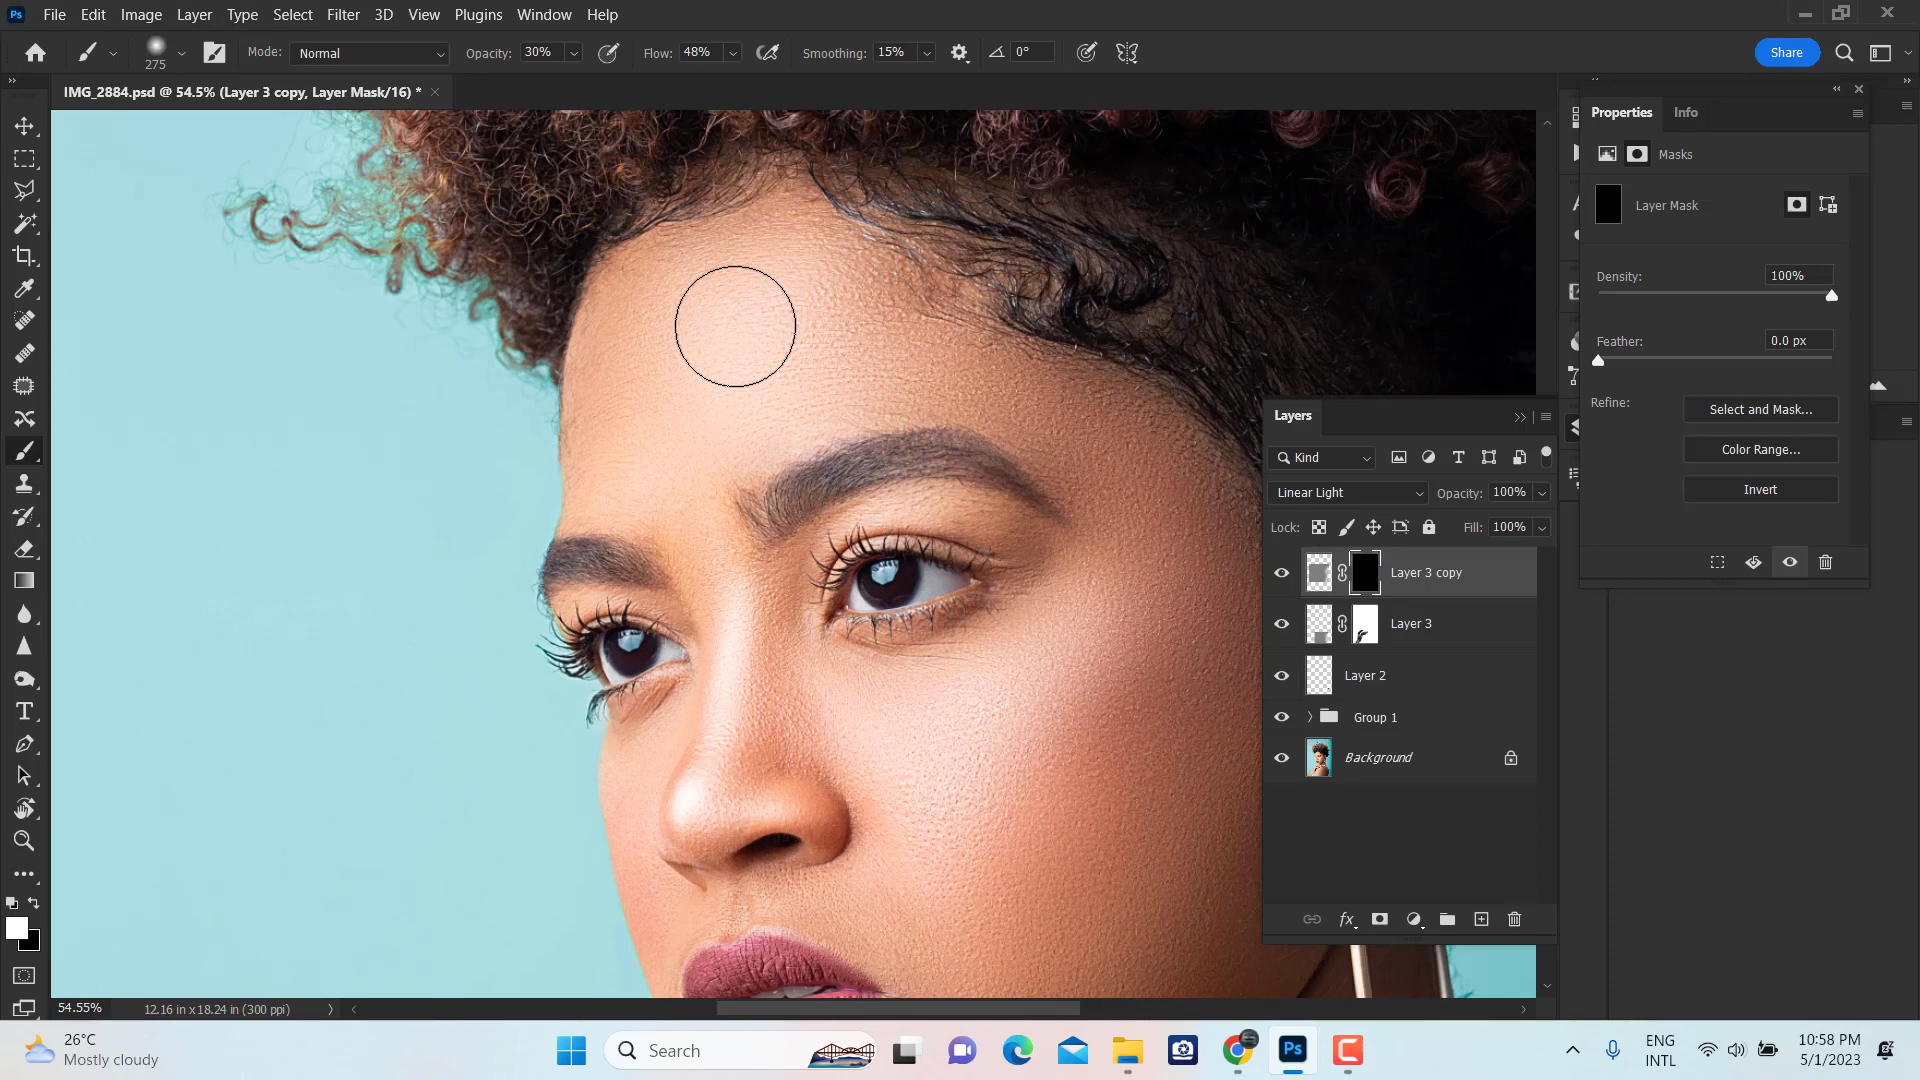 Ps File Edit Image Layer Type Select Filter 3D View Plugins Window Help
275 Mode: Normal Opacity: 30% Flow: 48% Smoothing: 15% 0° Share
IMG_2884.psd @ 54.5% (Layer 3 copy, Layer Mask/16) *
Properties Info
Masks
Layer Mask
Density: 100%
Feather: 0.0 px
Refine: Select and Mask...
Color Range...
Invert
Layers
Kind
Linear Light Opacity: 100%
Lock: Fill: 100%
Layer 3 copy
Layer 3
Layer 2
Group 1
Background
fx
54.55% 12.16 in x 18.24 in (300 ppi)
26°C
Mostly cloudy
Search
Ps
ENG
INTL
10:58 PM
5/1/2023